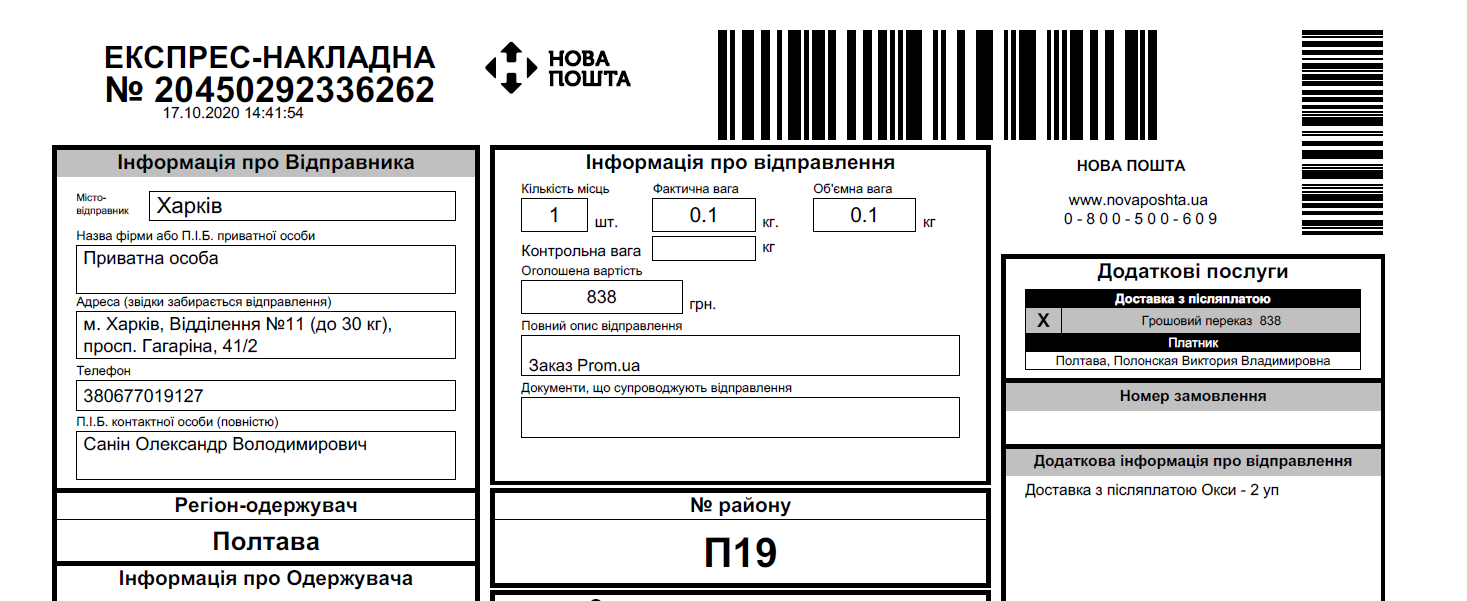 ЕКСПРЕС-НАКЛАДНА
№ 20450292336262
17.10.2020 14:41:54
НОВА
ПОШТА
НОВА ПОШТА
www.novaposhta.ua
0-800-500-609
Інформація про Відправника
Місто-
відправник
Харків
Назва фірми або П.І.Б. приватної особи
Приватна особа
Адреса (звідки забирається відправлення)
м. Харків, Відділення №11 (до 30 кг),
просп. Гагаріна, 41/2
Телефон
380677019127
П.І.Б. контактної особи (повністю)
Санін Олександр Володимирович
Регіон-одержувач
Полтава
Інформація про Одержувача
Інформація про відправлення
Кількість місць Фактична вага Об'ємна вага
1 шт. 0.1 кг. 0.1 кг
Контрольна вага кг
Оголошена вартість
838 грн.
Повний опис відправлення
Заказ Prom.ua
Документи, що супроводжують відправлення
№ району
П19
Додаткові послуги
Доставка з післяплатою
X Грошовий переказ 838
Платник
Полтава, Полонская Виктория Владимировна
Номер замовлення
Додаткова інформація про відправлення
Доставка з післяплатою Окси - 2 уп